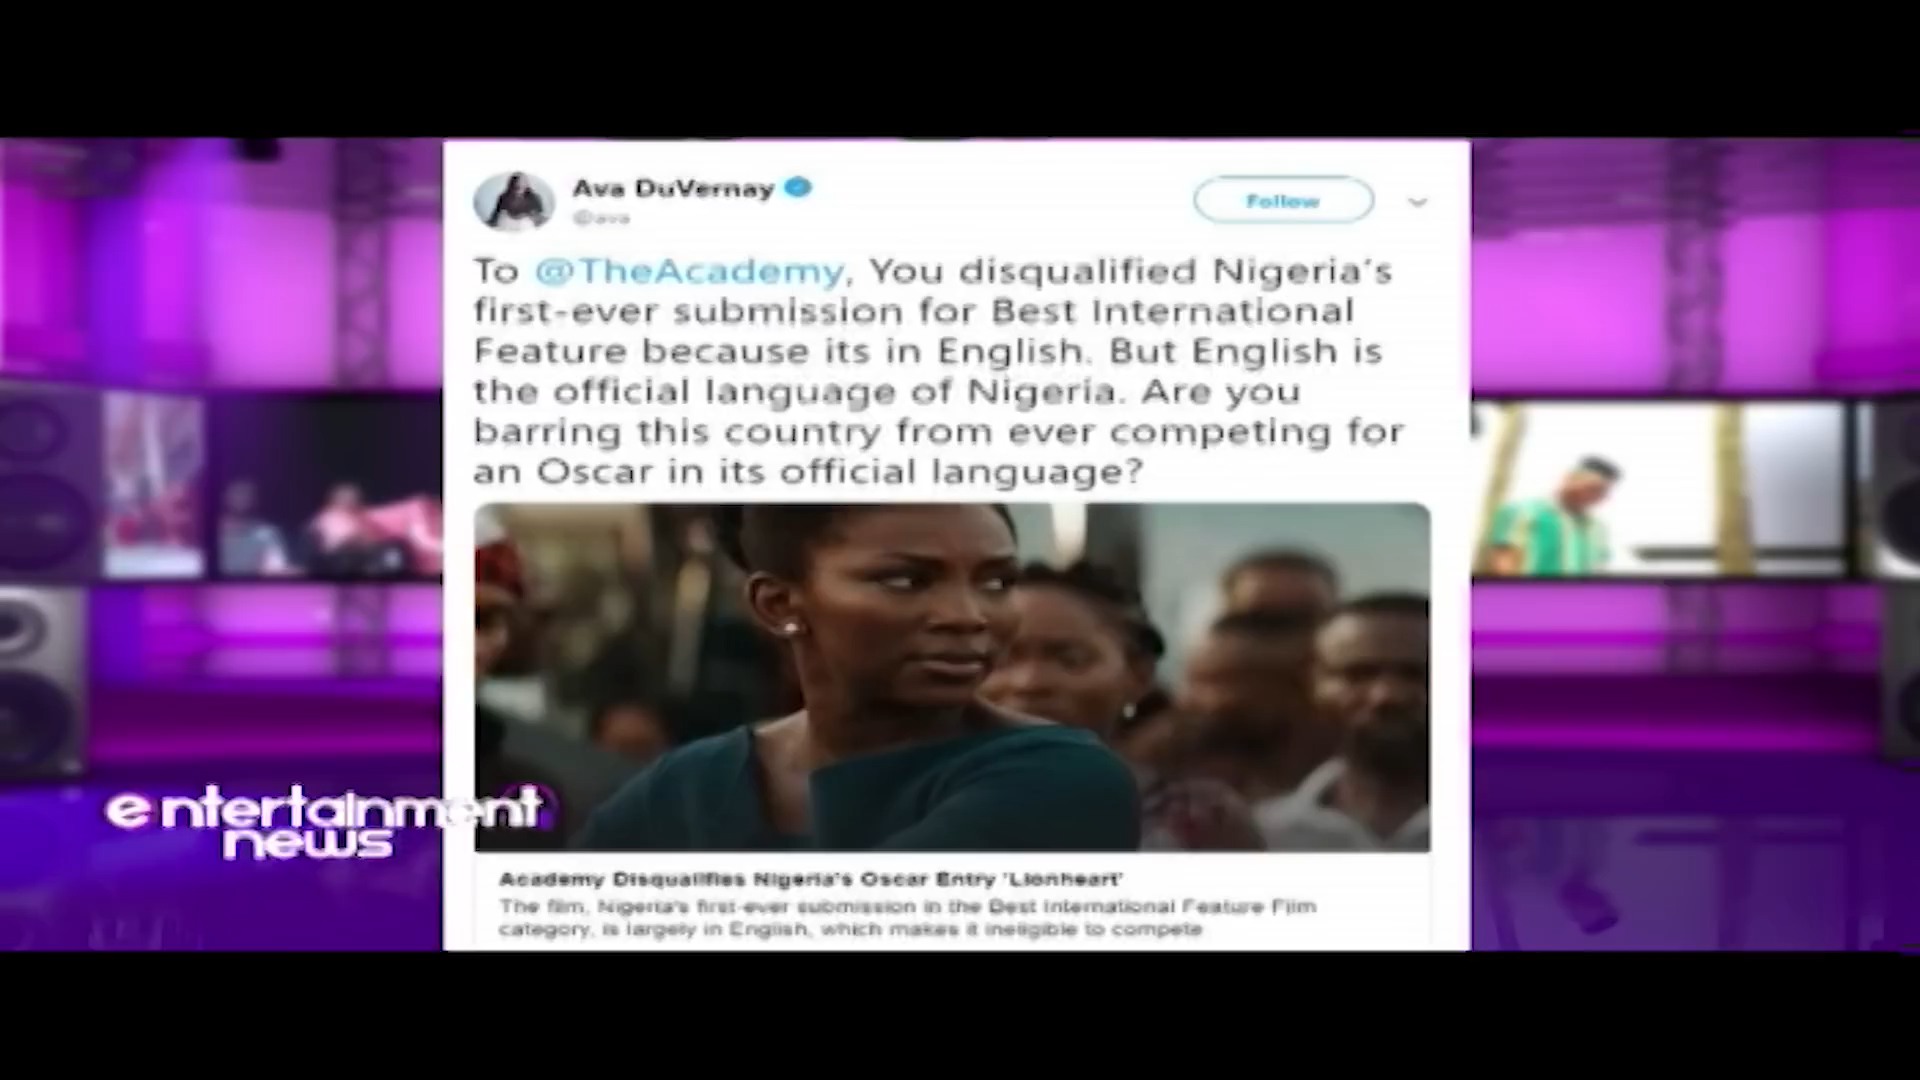 Ava DuVernay
@ava
Follow
To @TheAcademy, You disqualified Nigeria's
first-ever submission for Best International
Feature because its in English. But English is
the official language of Nigeria. Are you
barring this country from ever competing for
an Oscar in its official language?
entertainment
news
Academy Disqualifies Nigeria's Oscar Entry 'Lionheart'
The film, Nigeria's first-ever submission in the Best International Feature Film
category, is largely in English, which makes it ineligible to compete